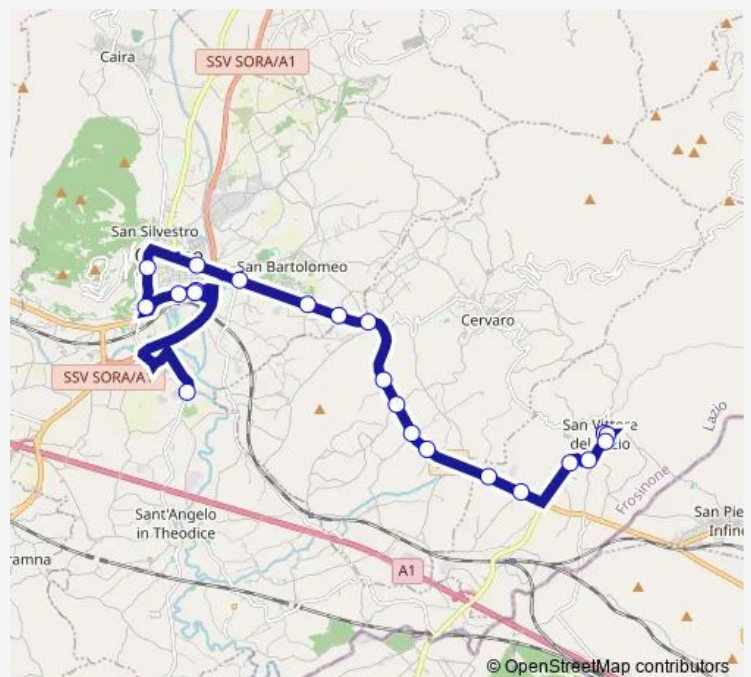 Caira
SSV SORA/A1
San Silvestro
San Bartolomeo
Cervaro
SSV SORA/A1
San Vittore
del
Lazio
Frosinone
San Pie
Infin
Sant'Angelo
in Theodice
ramna
A1
© OpenStreetMap contributors